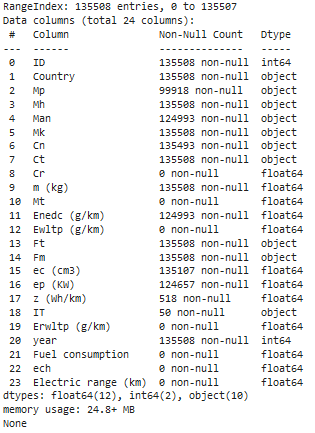 RangeIndex: 135508 entries, 0 to 135507
Data columns (total 24 columns):
 #   Column               Non-Null Count   Dtype
---  ------               --------------   -----
 0   ID                   135508 non-null  int64
 1   Country              135508 non-null  object
 2   Mp                   99918 non-null   object
 3   Mh                   135508 non-null  object
 4   Man                  124993 non-null  object
 5   Mk                   135508 non-null  object
 6   Cn                   135493 non-null  object
 7   Ct                   135508 non-null  object
 8   Cr                   0 non-null       float64
 9   m (kg)               135508 non-null  float64
 10  Mt                   0 non-null       float64
 11  Enedc (g/km)         124993 non-null  float64
 12  Ewltp (g/km)         0 non-null       float64
 13  Ft                   135508 non-null  object
 14  Fm                   135508 non-null  object
 15  ec (cm3)             135107 non-null  float64
 16  ep (KW)              124657 non-null  float64
 17  z (Wh/km)            518 non-null     float64
 18  IT                   50 non-null      object
 19  Erwltp (g/km)        0 non-null       float64
 20  year                 135508 non-null  int64
 21  Fuel consumption     0 non-null       float64
 22  ech                  0 non-null       float64
 23  Electric range (km)  0 non-null       float64
dtypes: float64(12), int64(2), object(10)
memory usage: 24.8+ MB
None